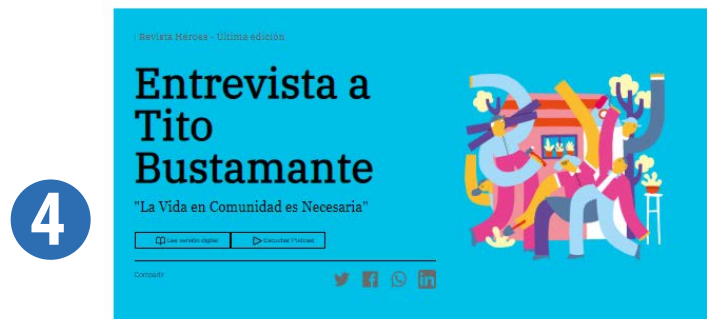 | Revista Héroes - Última edición
Entrevista a
Tito
Bustamante
"La Vida en Comunidad es Necesaria"
Lee versión digital
Escuchar Podcast
Compartir
4